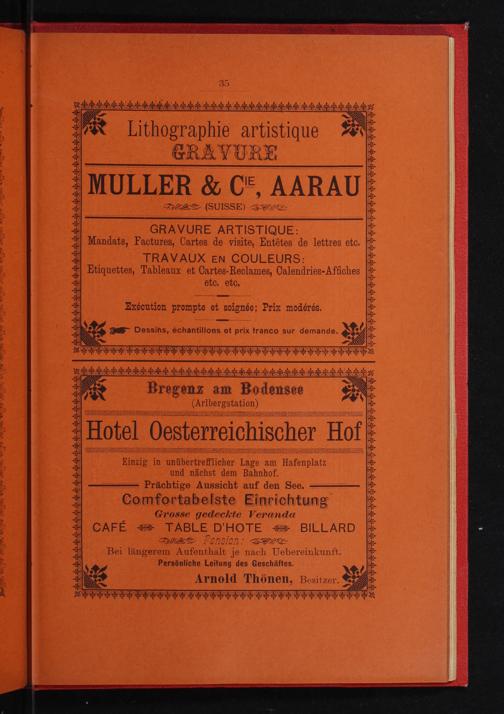 35
Lithographie artistique
GRAVURE
MULLER & CIE, AARAU
(SUISSE)
GRAVURE ARTISTIQUE:
Mandats, Factures, Cartes de visite, Entêtes de lettres etc.
TRAVAUX EN COULEURS:
Etiquettes, Tableaux et Cartes-Reclames, Calendries-Affiches
etc. etc.
Exécution prompte et soignée; Prix modérés.
Dessins, échantillons et prix franco sur demande.
Bregenz am Bodensee
(Arlbergstation)
Hotel Oesterreichischer Hof
Einzig in unübertrefflicher Lage am Hafenplatz
und nächst dem Bahnhof.
Prächtige Aussicht auf den See.
Comfortabelste Einrichtung
Grosse gedeckte Veranda
CAFÉ TABLE D'HOTE BILLARD
Pension:
Bei längerem Aufenthalt je nach Uebereinkunft.
Persönliche Leitung des Geschäftes.
Arnold Thönen, Besitzer.